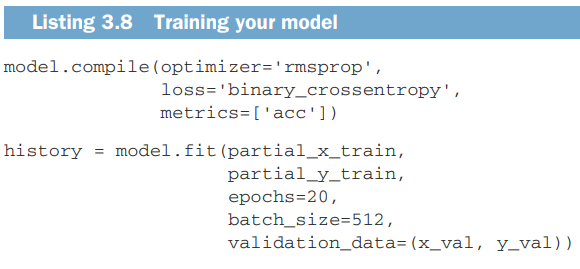 Listing 3.8 Training your model
model.compile(optimizer='rmsprop',
              loss='binary_crossentropy',
              metrics=['acc'])
history = model.fit(partial_x_train,
                    partial_y_train,
                    epochs=20,
                    batch_size=512,
                    validation_data=(x_val, y_val))